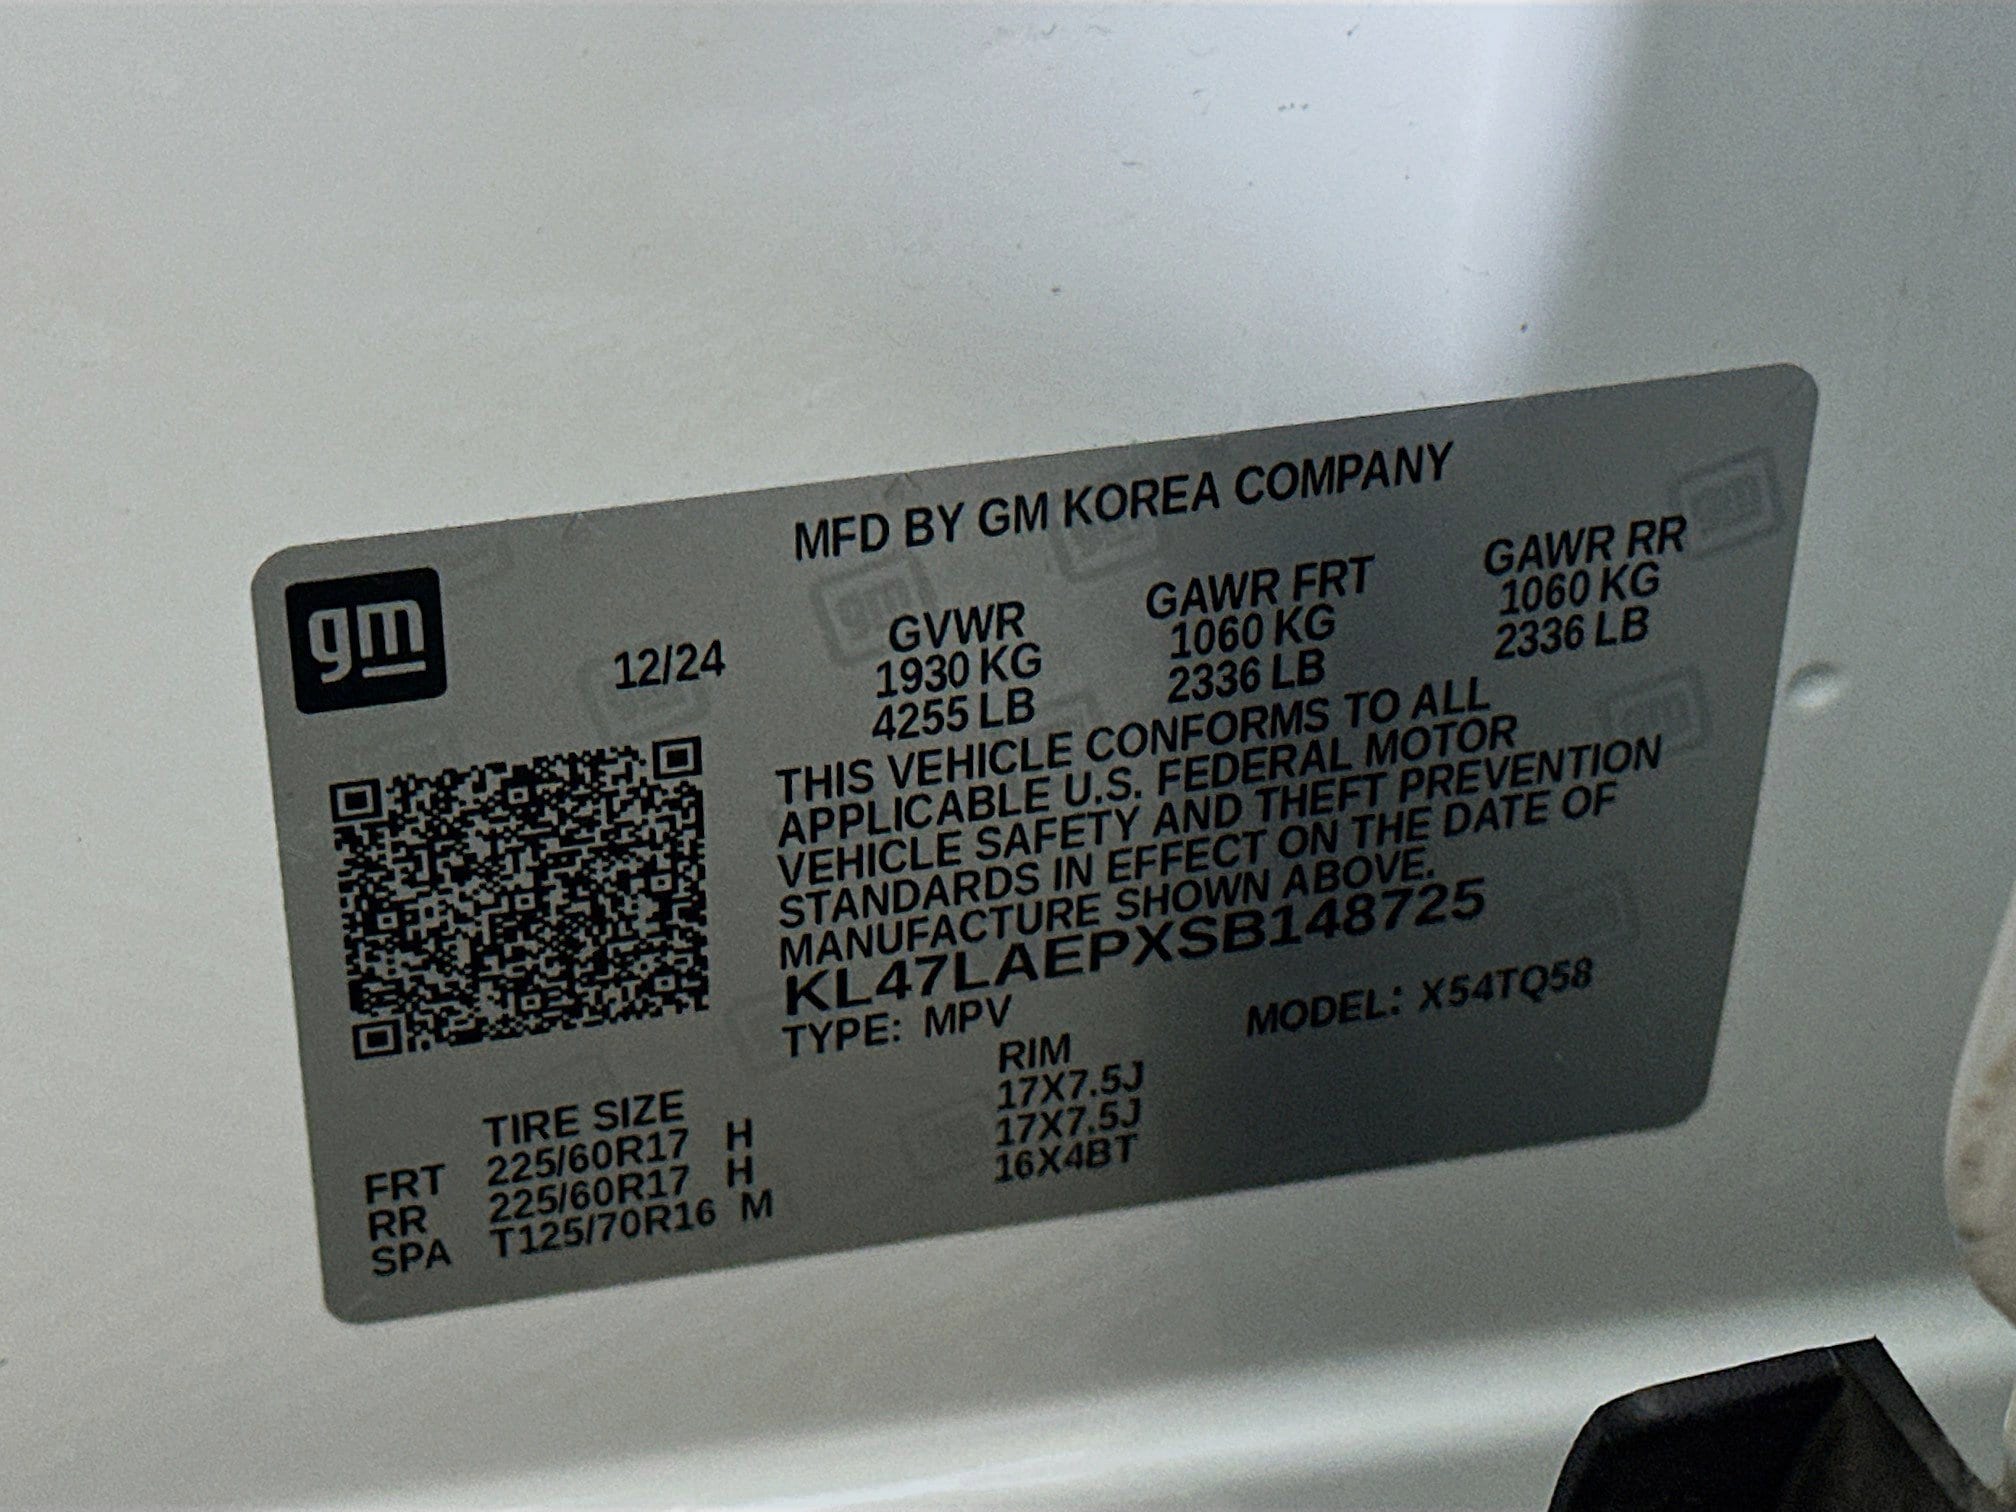 gm
MFD BY GM KOREA COMPANY
12/24
GVWR GAWR FRT GAWR RR
1930 KG 1060 KG 1060 KG
4255 LB 2336 LB 2336 LB
THIS VEHICLE CONFORMS TO ALL
APPLICABLE U.S. FEDERAL MOTOR
VEHICLE SAFETY AND THEFT PREVENTION
STANDARDS IN EFFECT ON THE DATE OF
MANUFACTURE SHOWN ABOVE.
KL47LAEPXSB148725
TYPE: MPV MODEL: X54TQ58
TIRE SIZE RIM
FRT 225/60R17 H 17X7.5J
RR 225/60R17 H 17X7.5J
SPA T125/70R16 M 16X4BT